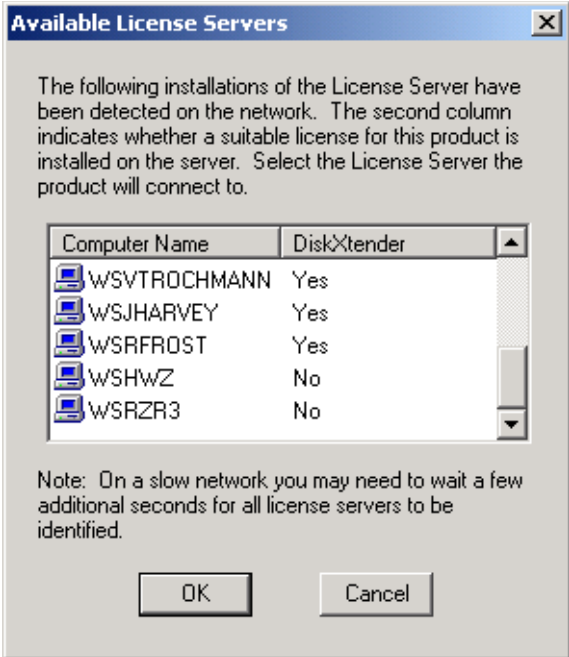 Available License Servers
The following installations of the License Server have
been detected on the network. The second column
indicates whether a suitable license for this product is
installed on the server. Select the License Server the
product will connect to.
Computer Name DiskXtender
WSVTROCHMANN Yes
WSJHARVEY Yes
WSRFROST Yes
WSHWZ No
WSRZR3 No
Note: On a slow network you may need to wait a few
additional seconds for all license servers to be
identified.
OK Cancel